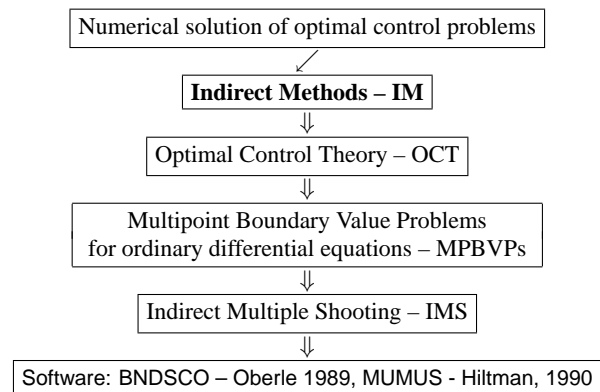 Numerical solution of optimal control problems
Indirect Methods – IM
Optimal Control Theory – OCT
Multipoint Boundary Value Problems
for ordinary differential equations – MPBVPs
Indirect Multiple Shooting – IMS
Software: BNDSCO – Oberle 1989, MUMUS - Hiltman, 1990